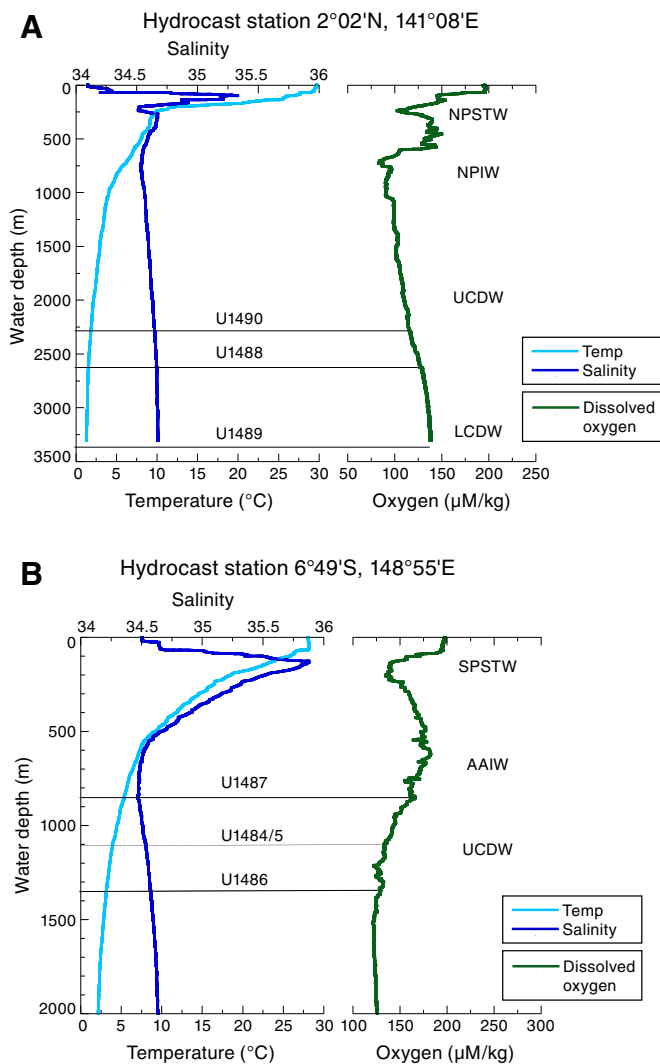 A
Hydrocast station 2°02'N, 141°08'E
Salinity
34 34.5 35 35.5 36
0
500
1000
1500
2000
2500
3000
3500
Water depth (m)
NPSTW
NPIW
UCDW
LCDW
U1490
U1488
U1489
Temp
Salinity
Dissolved
oxygen
0 5 10 15 20 25 30 50 100 150 200 250
Temperature (°C) Oxygen (µM/kg)
B
Hydrocast station 6°49'S, 148°55'E
Salinity
34 34.5 35 35.5 36
0
500
1000
1500
2000
Water depth (m)
SPSTW
AAIW
UCDW
U1487
U1484/5
U1486
Temp
Salinity
Dissolved
oxygen
0 5 10 15 20 25 30 100 150 200 250 300
Temperature (°C) Oxygen (µM/kg)